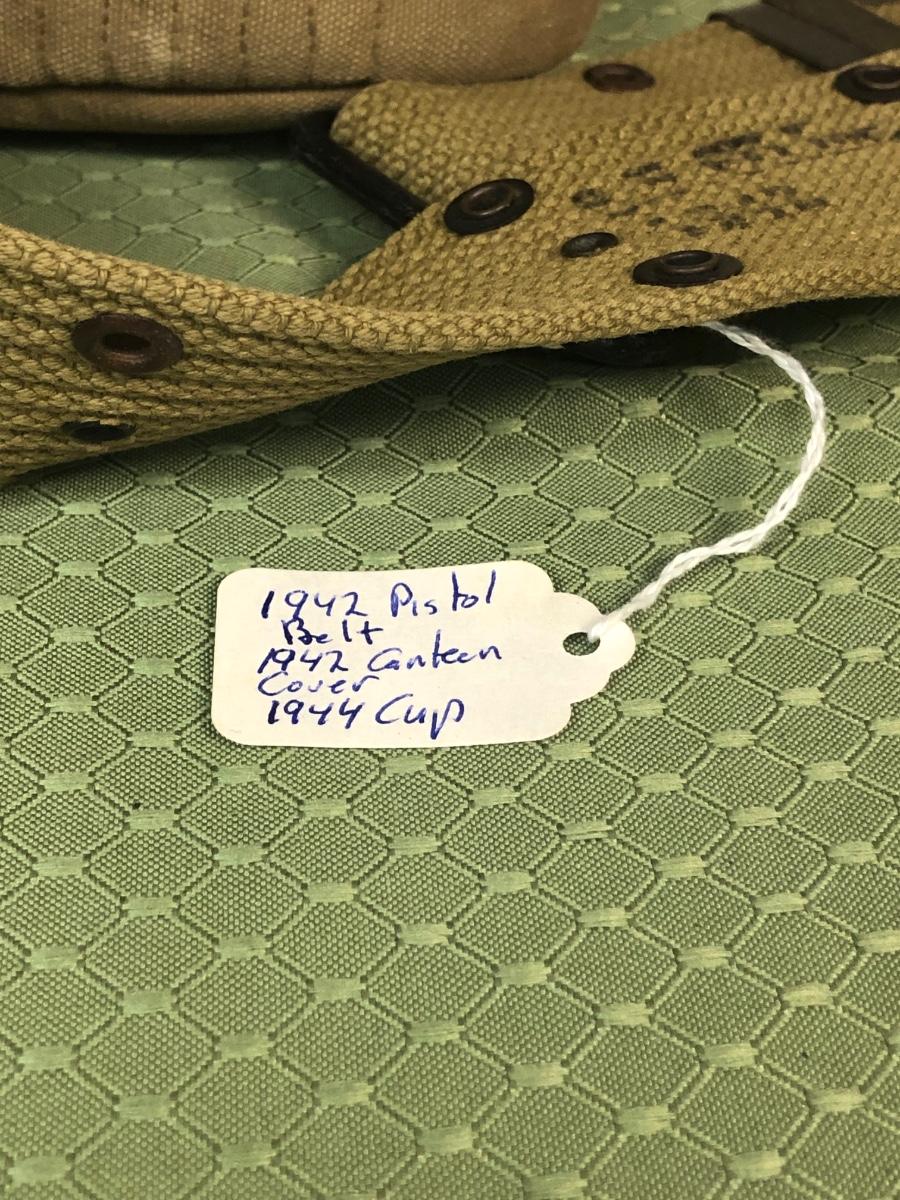 1942 Pistol
Belt
1942 Canteen
Cover
1944 Cup